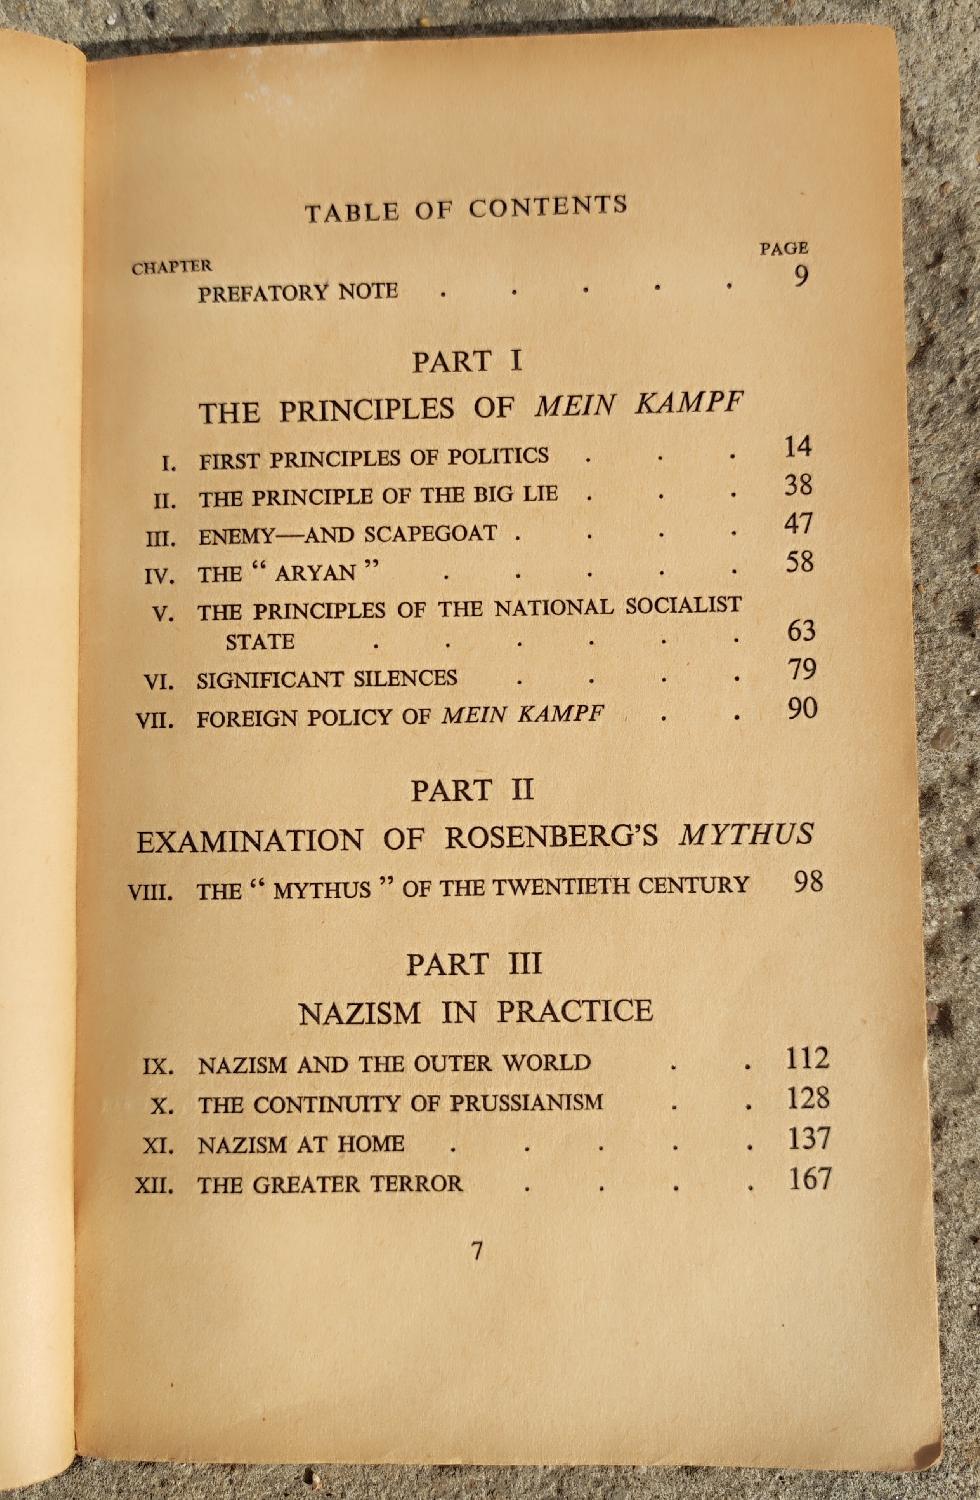 TABLE OF CONTENTS
CHAPTER PAGE
PREFATORY NOTE . . . . . 9
PART I
THE PRINCIPLES OF MEIN KAMPF
I. FIRST PRINCIPLES OF POLITICS . . . 14
II. THE PRINCIPLE OF THE BIG LIE . . . 38
III. ENEMY—AND SCAPEGOAT . . . . 47
IV. THE “ ARYAN ” . . . . . 58
V. THE PRINCIPLES OF THE NATIONAL SOCIALIST
STATE . . . . . . 63
VI. SIGNIFICANT SILENCES . . . . 79
VII. FOREIGN POLICY OF MEIN KAMPF . . 90
PART II
EXAMINATION OF ROSENBERG’S MYTHUS
VIII. THE “ MYTHUS ” OF THE TWENTIETH CENTURY 98
PART III
NAZISM IN PRACTICE
IX. NAZISM AND THE OUTER WORLD . . 112
X. THE CONTINUITY OF PRUSSIANISM . . 128
XI. NAZISM AT HOME . . . . . 137
XII. THE GREATER TERROR . . . . 167
7